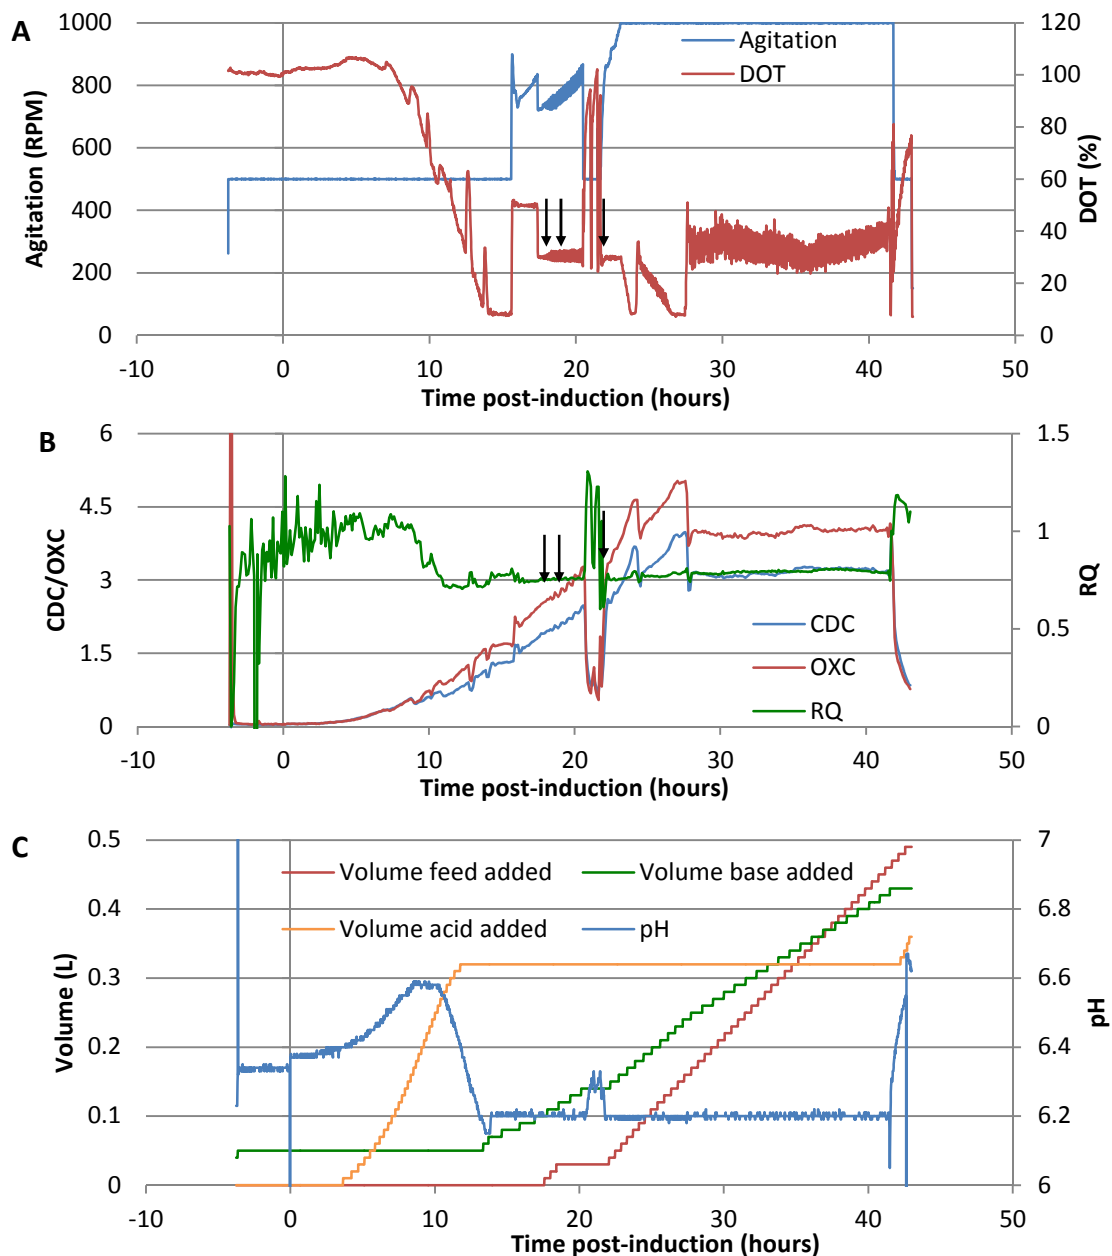 A
Agitation (RPM)
1000
800
600
400
200
0
Agitation
DOT
120
100
80
60
40
20
0
DOT (%)
-10 0 10 20 30 40 50
Time post-induction (hours)
B
CDC/OXC
6
4.5
3
1.5
0
CDC
OXC
RQ
1.5
1
0.5
0
RQ
-10 0 10 20 30 40 50
Time post-induction (hours)
C
Volume (L)
0.5
0.4
0.3
0.2
0.1
0
Volume feed added Volume base added
Volume acid added pH
7
6.8
6.6
6.4
6.2
6
pH
-10 0 10 20 30 40 50
Time post-induction (hours)